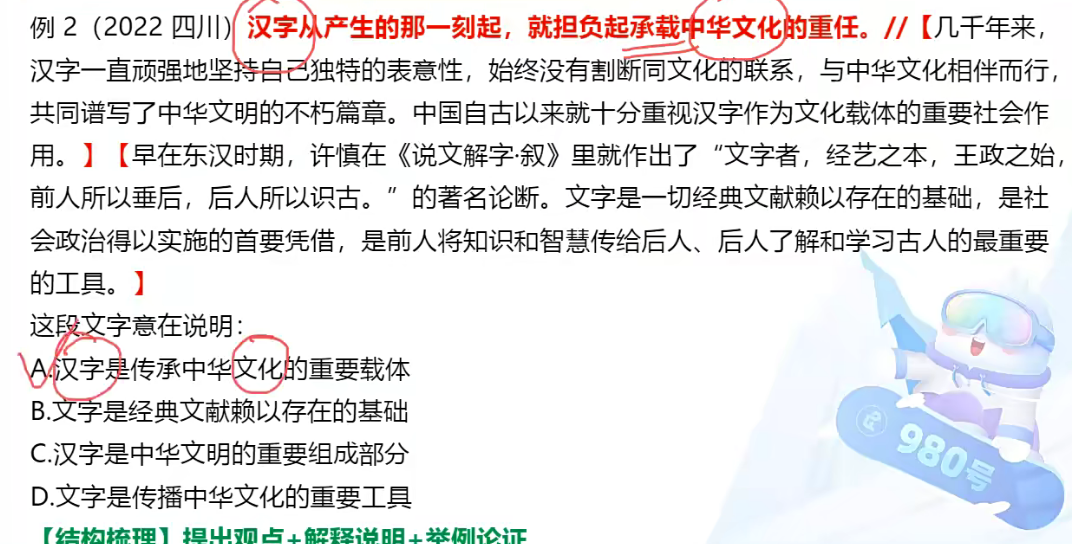 例 2（2022 四川）汉字从产生的那一刻起，就担负起承载中华文化的重任。//【几千年来，
汉字一直顽强地坚持自己独特的表意性，始终没有割断同文化的联系，与中华文化相伴而行，
共同谱写了中华文明的不朽篇章。中国自古以来就十分重视汉字作为文化载体的重要社会作
用。】【早在东汉时期，许慎在《说文解字·叙》里就作出了“文字者，经艺之本，王政之始，
前人所以垂后，后人所以识古。”的著名论断。文字是一切经典文献赖以存在的基础，是社
会政治得以实施的首要凭借，是前人将知识和智慧传给后人、后人了解和学习古人的最重要
的工具。】
这段文字意在说明：
A.汉字是传承中华文化的重要载体
B.文字是经典文献赖以存在的基础
C.汉字是中华文明的重要组成部分
D.文字是传播中华文化的重要工具
980号
【结构梳理】提出观点+解释说明+举例论证